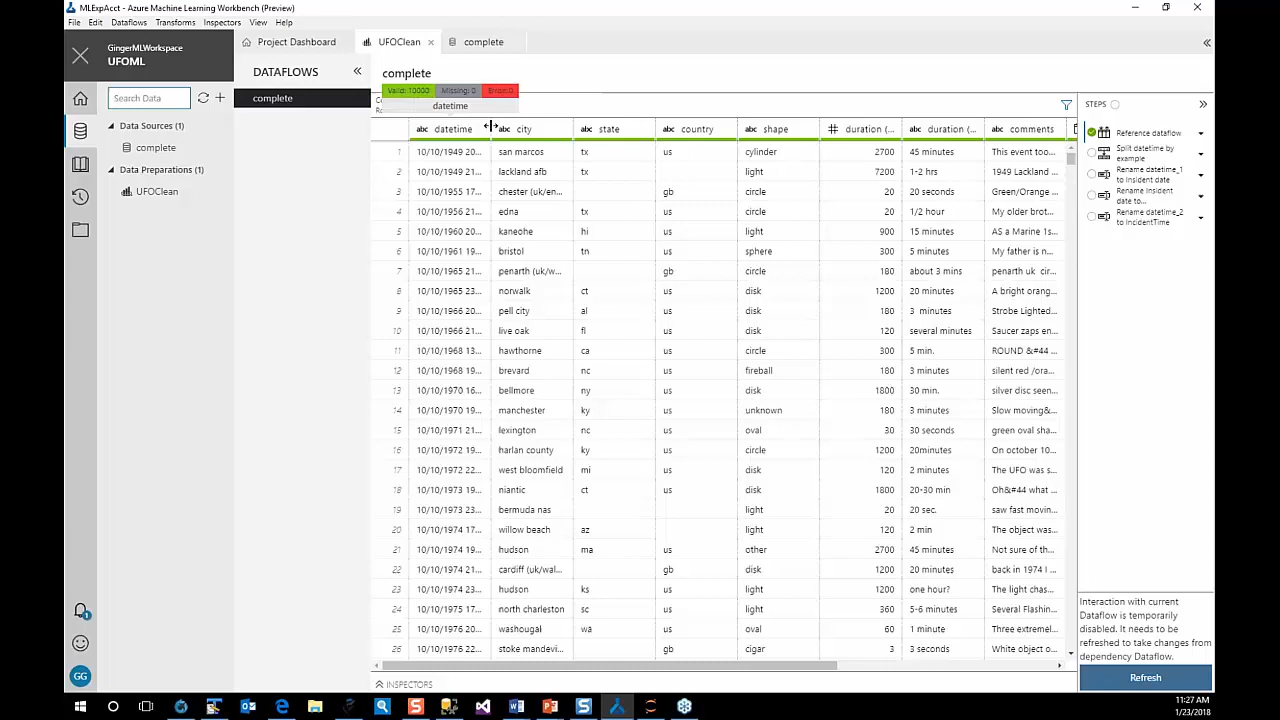 MLExpAcct - Azure Machine Learning Workbench (Preview)
File Edit Dataflows Transforms Inspectors View Help
GingerMLWorkspace
UFOML
Project Dashboard
UFOClean
complete
DATAFLOWS
complete
Search Data
Data Sources (1)
complete
Data Preparations (1)
UFOClean
complete
Valid: 10000 Missing: 0 Error: 0
datetime
abc datetime abc city abc state abc country abc shape # duration (... abc duration (... abc comments
1 10/10/1949 20... san marcos tx us cylinder 2700 45 minutes This event too...
2 10/10/1949 21... lackland afb tx light 7200 1-2 hrs 1949 Lackland ...
3 10/10/1955 17... chester (uk/en... gb circle 20 20 seconds Green/Orange ...
4 10/10/1956 21... edna tx us circle 20 1/2 hour My older brot...
5 10/10/1960 20... kaneohe hi us light 900 15 minutes AS a Marine 1s...
6 10/10/1961 19... bristol tn us sphere 300 5 minutes My father is n...
7 10/10/1965 21... penarth (uk/w... gb circle 180 about 3 mins penarth uk cir...
8 10/10/1965 23... norwalk ct us disk 1200 20 minutes A bright orang...
9 10/10/1966 20... pell city al us disk 180 3 minutes Strobe Lighted...
10 10/10/1966 21... live oak fl us disk 120 several minutes Saucer zaps en...
11 10/10/1968 13... hawthorne ca us circle 300 5 min. ROUND &#44 ...
12 10/10/1968 19... brevard nc us fireball 180 3 minutes silent red /ora...
13 10/10/1970 16... bellmore ny us disk 1800 30 min. silver disc seen...
14 10/10/1970 19... manchester ky us unknown 180 3 minutes Slow moving&...
15 10/10/1971 21... lexington nc us oval 30 30 seconds green oval sha...
16 10/10/1972 19... harlan county ky us circle 1200 20minutes On october 10...
17 10/10/1972 22... west bloomfield mi us disk 120 2 minutes The UFO was s...
18 10/10/1973 19... niantic ct us disk 1800 20-30 min Oh&#44 what ...
19 10/10/1973 23... bermuda nas light 20 20 sec. saw fast movin...
20 10/10/1974 17... willow beach az light 120 2 min The object was...
21 10/10/1974 19... hudson ma us other 2700 45 minutes Not sure of th...
22 10/10/1974 21... cardiff (uk/wal... gb disk 1200 20 minutes back in 1974 I ...
23 10/10/1974 23... hudson ks us light 1200 one hour? The light chas...
24 10/10/1975 17... north charleston sc us light 360 5-6 minutes Several Flashin...
25 10/10/1976 20... washougal wa us oval 60 1 minute Three extremel...
26 10/10/1976 22... stoke mandevi... gb cigar 3 3 seconds White object o...
INSPECTORS
STEPS
Reference dataflow
Split datetime by
example
Rename datetime_1
to Incident date
Rename Insident
date to...
Rename datetime_2
to IncidentTime
Interaction with current
Dataflow is temporarily
disabled. It needs to be
refreshed to take changes from
dependency Dataflow.
Refresh
1
GG
11:27 AM
1/23/2018